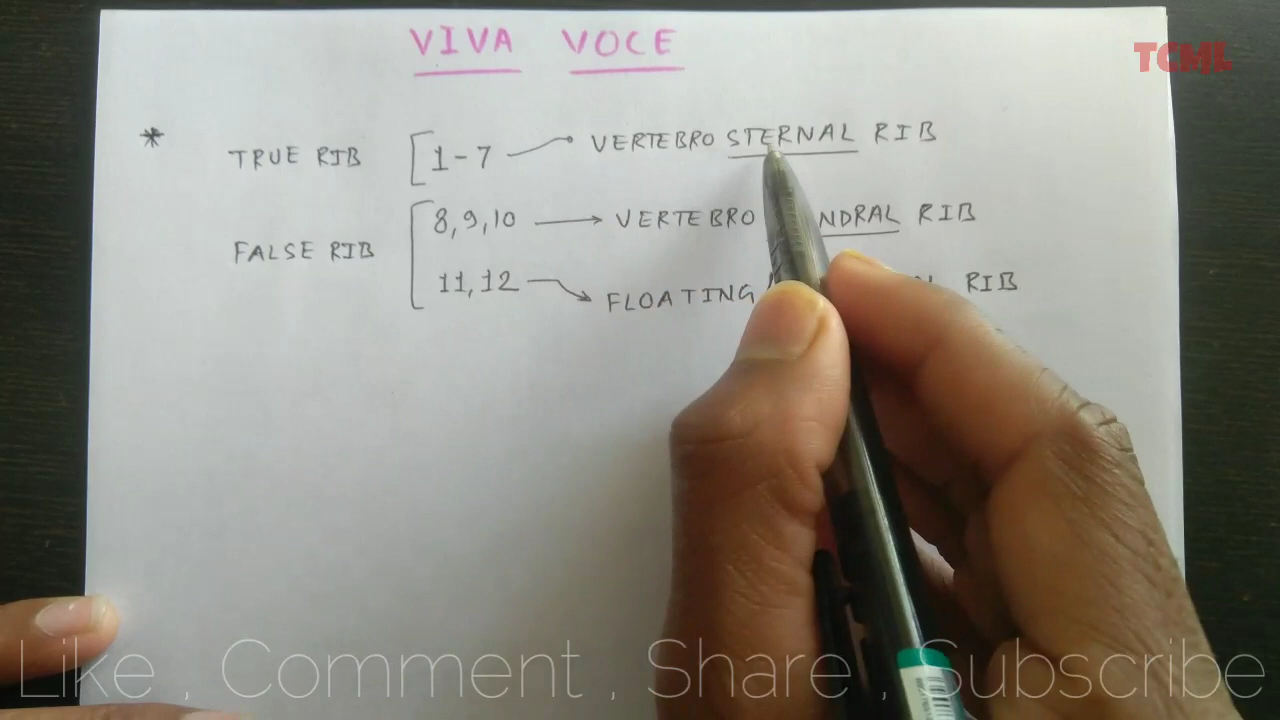 VIVA VOCE
TCML
* TRUE RIB [1-7 VERTEBRO STERNAL RIB
8,9,10 → VERTEBRO NDRAL RIB
FALSE RIB
11,12 → FLOATING RIB
Like , Comment , Share , Subscribe